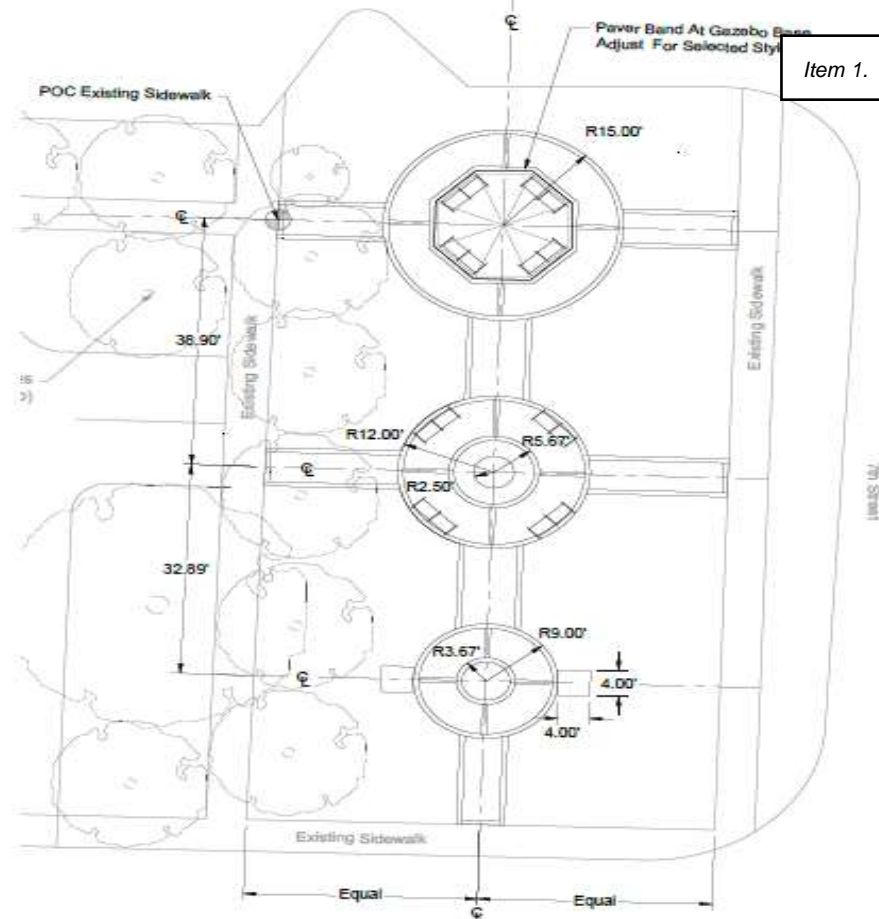 ℄
Paver Band At Gazebo Base
Adjust For Selected
Item 1.
POC Existing Sidewalk
R15.00'
℄
38.90'
Existing Sidewalk
Existing Sidewalk
R12.00'
R5.67'
℄
R2.50'
7th Street
32.89'
R9.00'
R3.67'
℄
4.00'
4.00'
Existing Sidewalk
Equal
Equal
℄